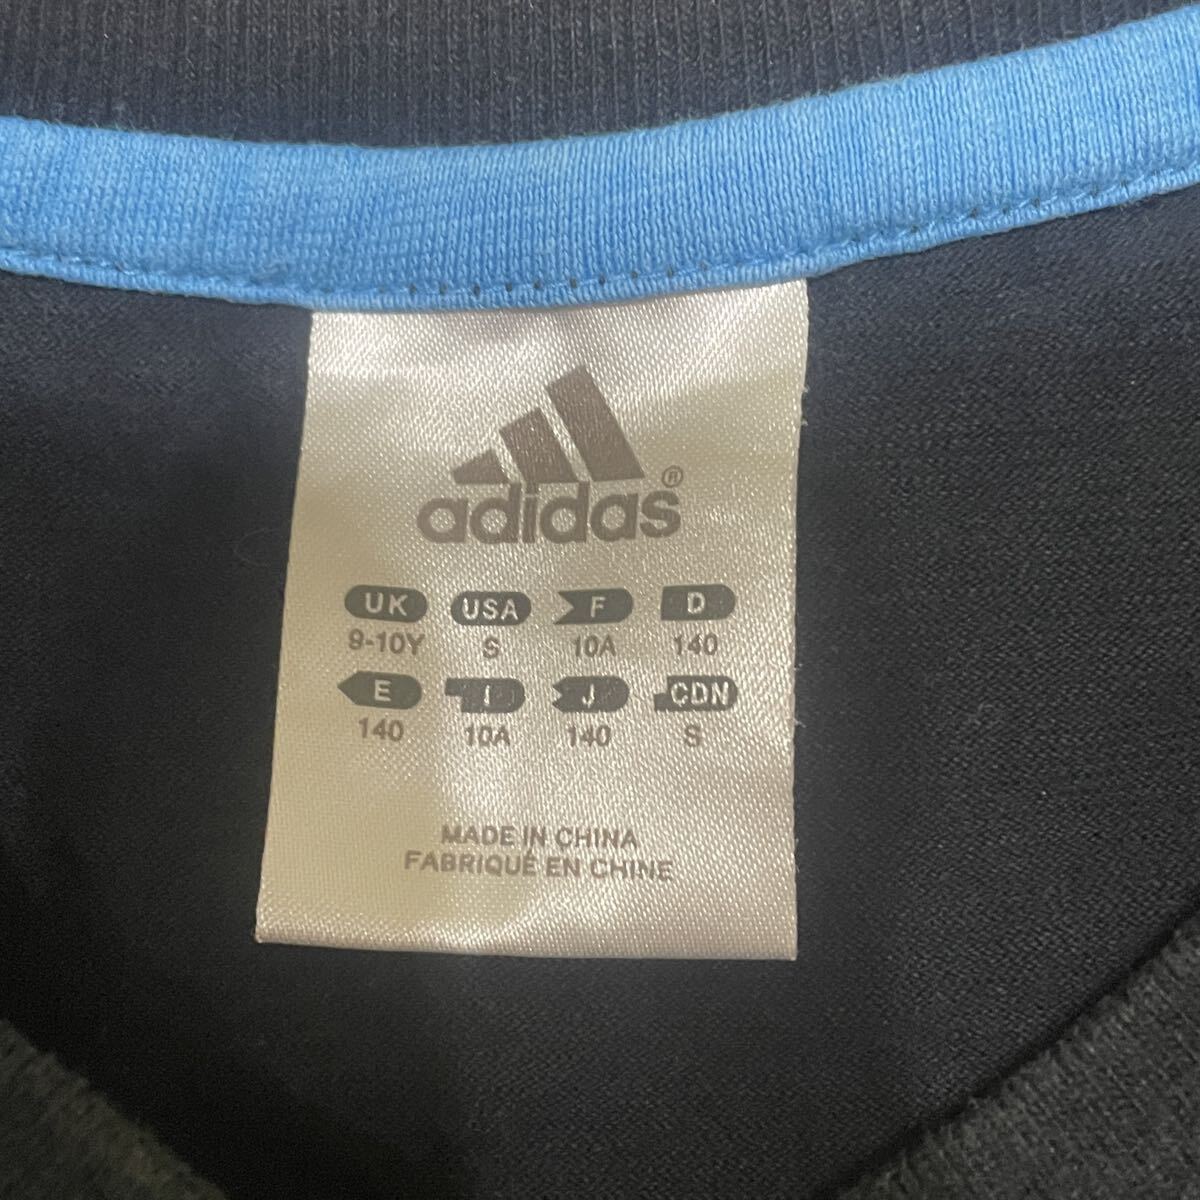 adidas®
UK USA F D
9-10Y S 10A 140
E I J CDN
140 10A 140 S
MADE IN CHINA
FABRIQUÉ EN CHINE